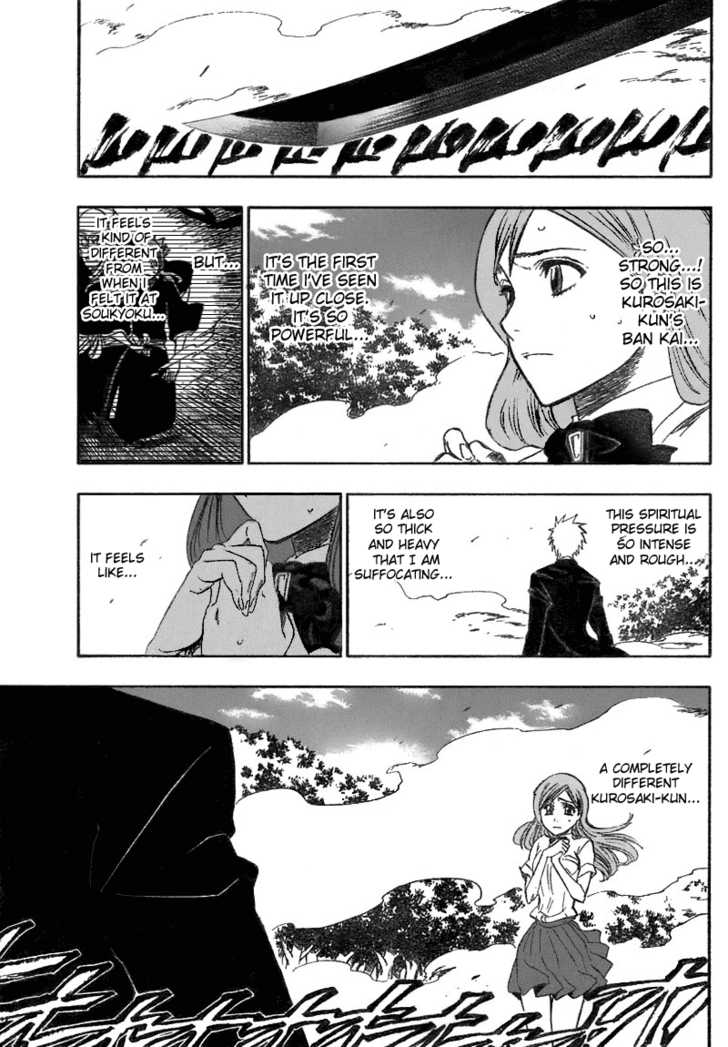 SO...
STRONG...!
SO THIS IS
KUROSAKI-
KUN'S
BAN KAI...
IT'S THE FIRST
TIME I'VE SEEN
IT UP CLOSE.
IT'S SO
POWERFUL...
BUT...
IT FEELS
KIND OF
DIFFERENT
FROM
WHEN I
FELT IT AT
SOUKYOKU...
THIS SPIRITUAL
PRESSURE IS
SO INTENSE
AND ROUGH...
IT'S ALSO
SO THICK
AND HEAVY
THAT I AM
SUFFOCATING...
IT FEELS
LIKE...
A COMPLETELY
DIFFERENT
KUROSAKI-KUN...